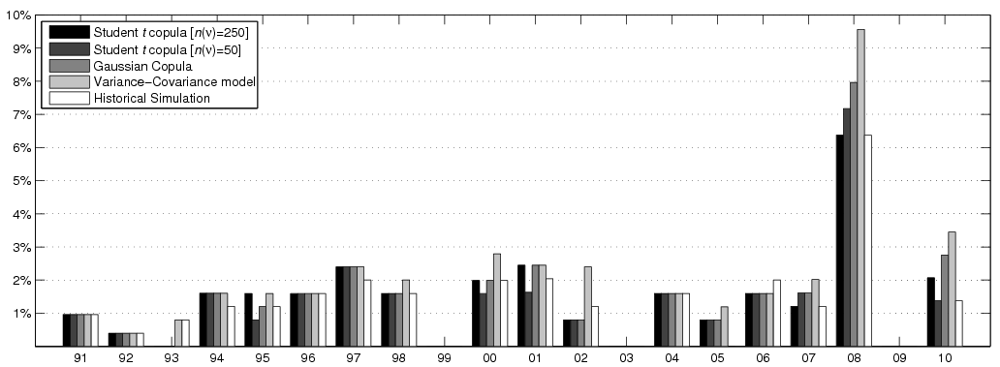 10%
9%
8%
7%
6%
5%
4%
3%
2%
1%
Student t copula [n(ν)=250]
Student t copula [n(ν)=50]
Gaussian Copula
Variance−Covariance model
Historical Simulation
91 92 93 94 95 96 97 98 99 00 01 02 03 04 05 06 07 08 09 10